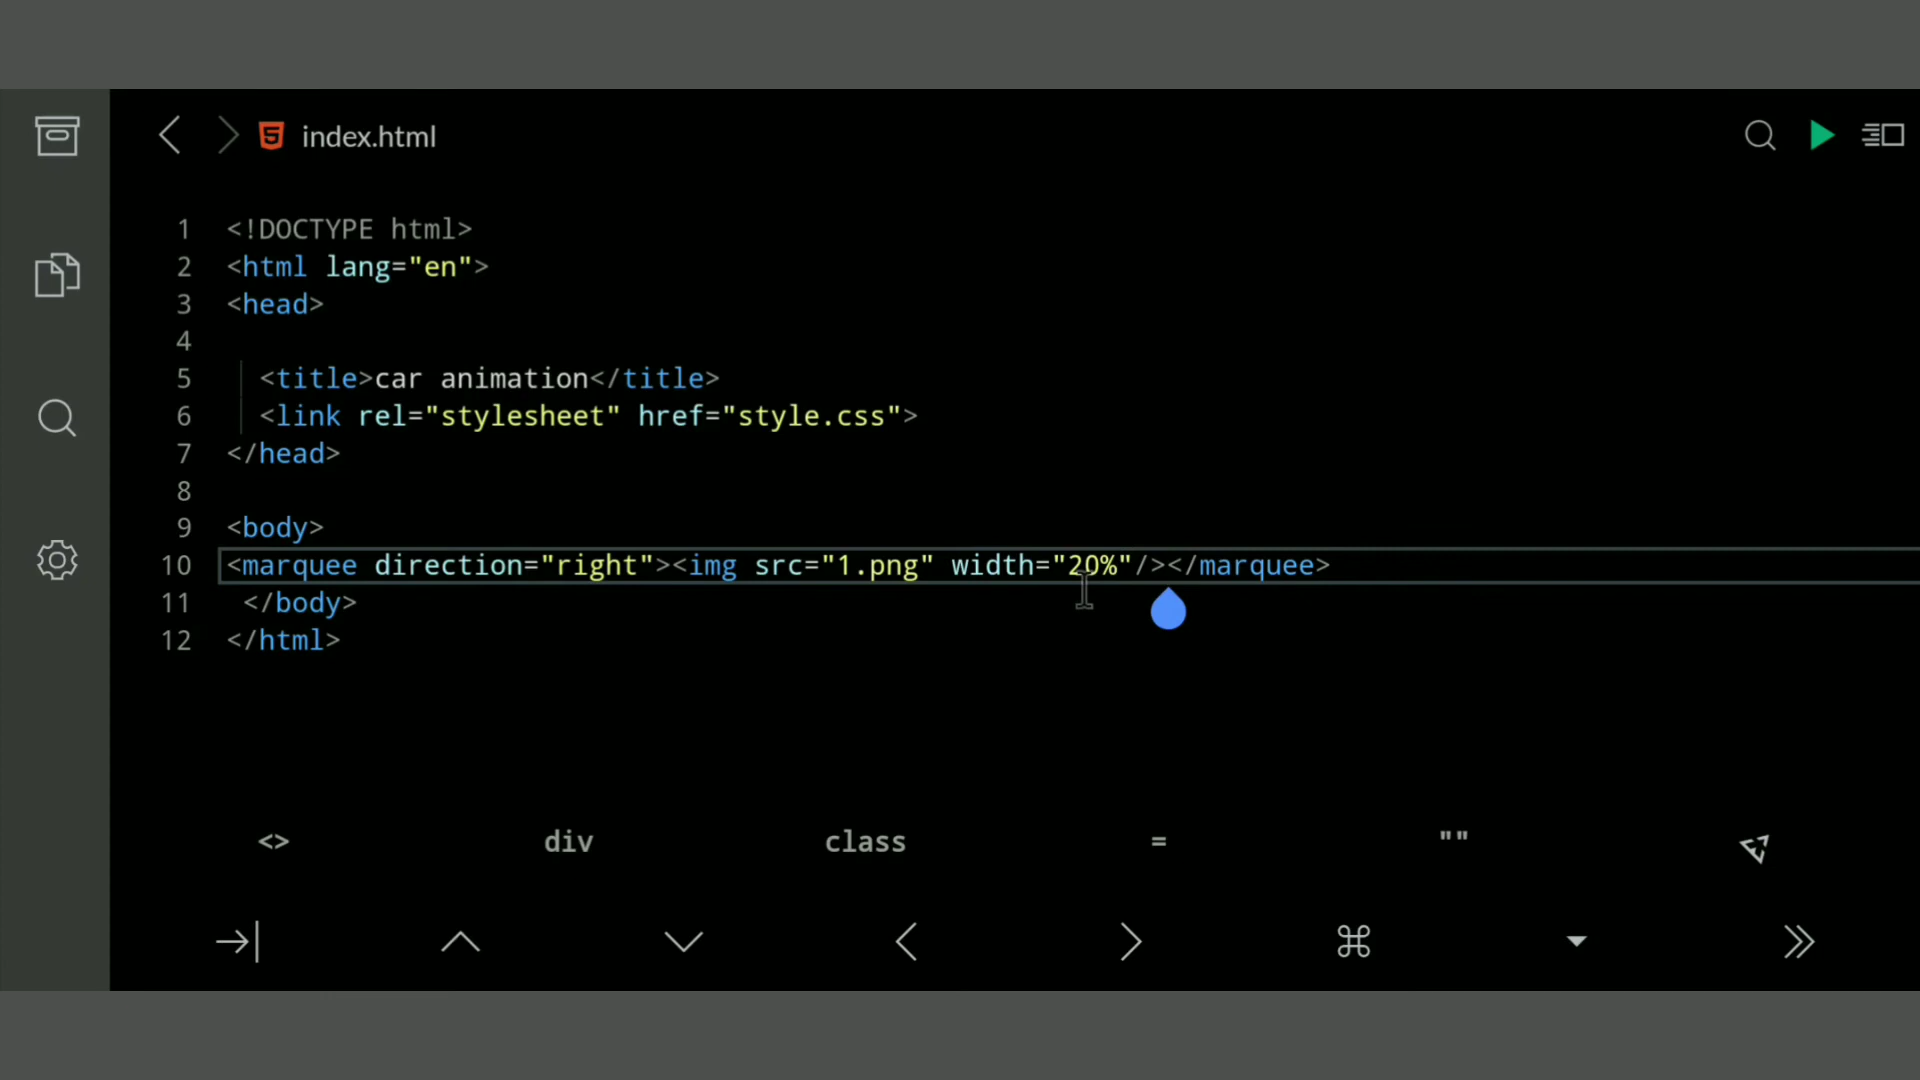 index.html
1 <!DOCTYPE html>
2 <html lang="en">
3 <head>
4
5 <title>car animation</title>
6 <link rel="stylesheet" href="style.css">
7 </head>
8
9 <body>
10 <marquee direction="right"><img src="1.png" width="20%"/></marquee>
11 </body>
12 </html>
<> div class = ""